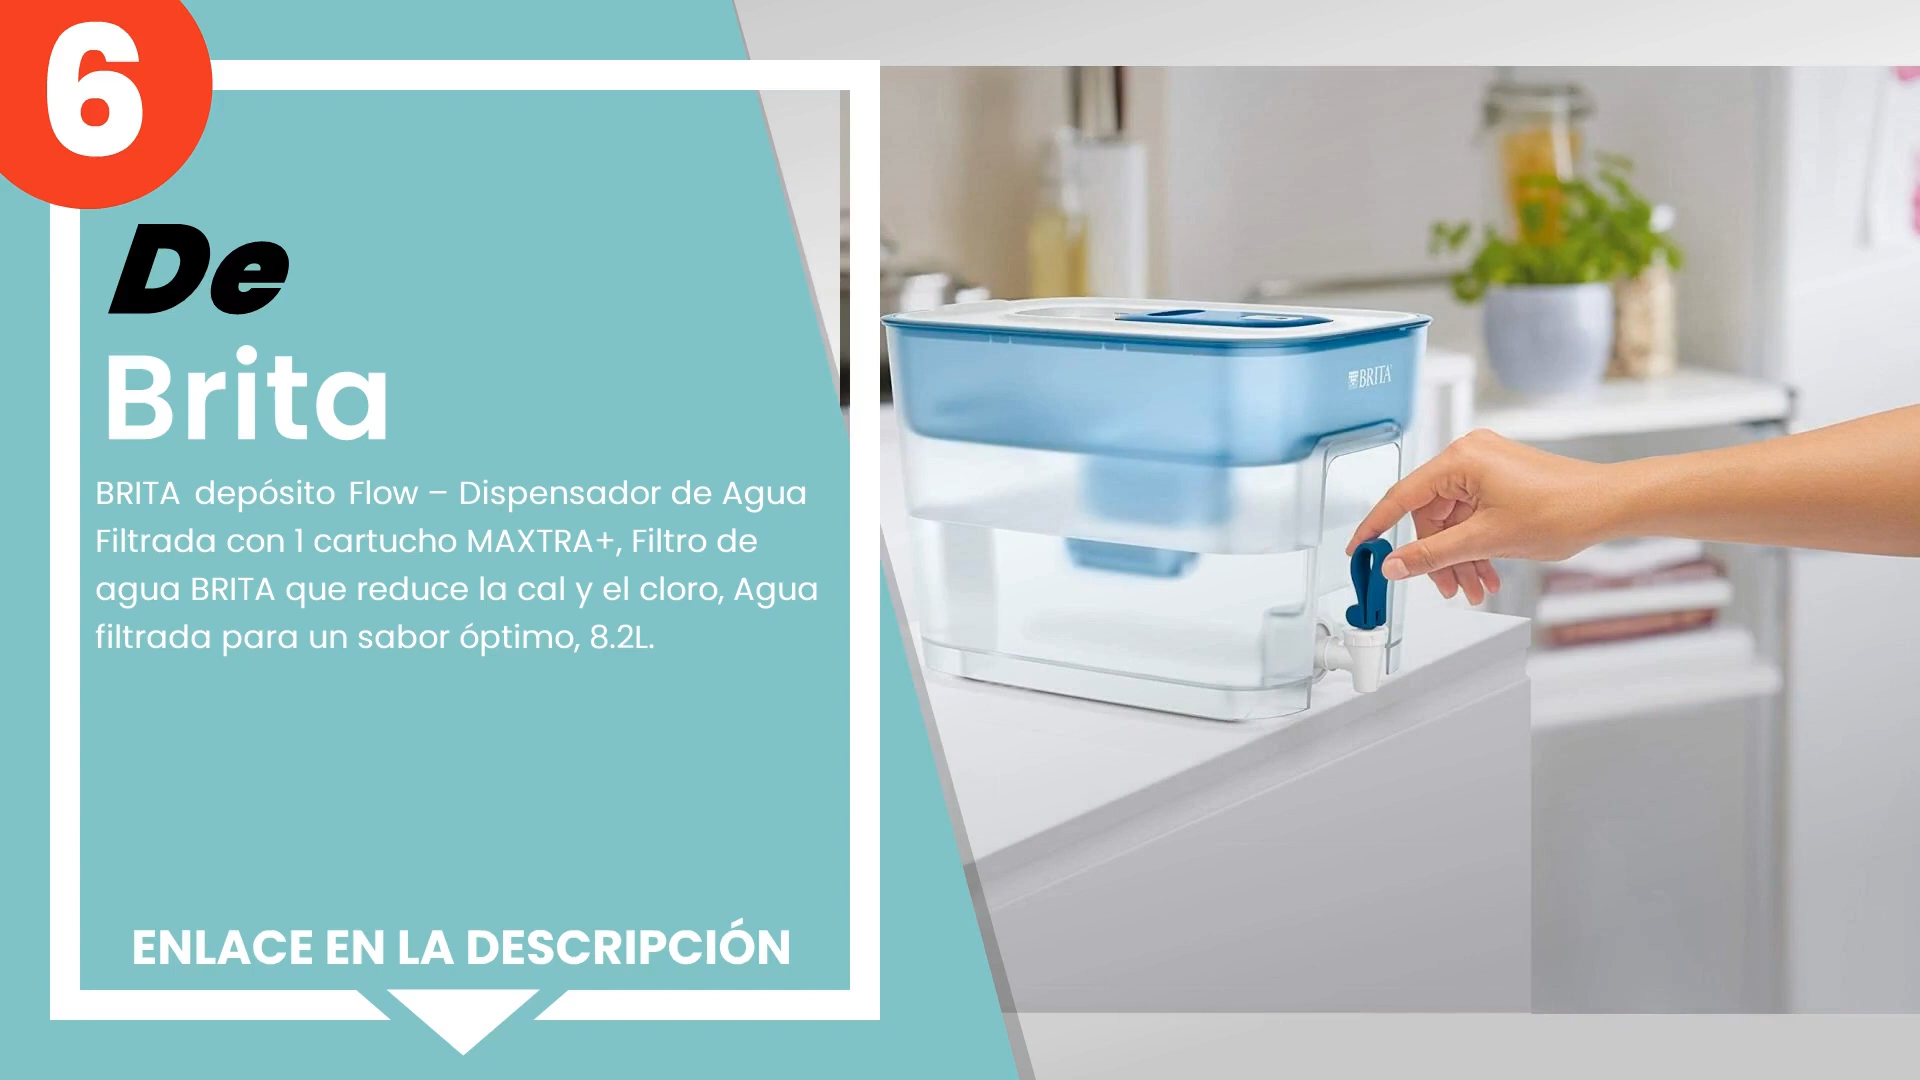 6
De
Brita
BRITA depósito Flow – Dispensador de Agua
Filtrada con 1 cartucho MAXTRA+, Filtro de
agua BRITA que reduce la cal y el cloro, Agua
filtrada para un sabor óptimo, 8.2L.
ENLACE EN LA DESCRIPCIÓN
BRITA